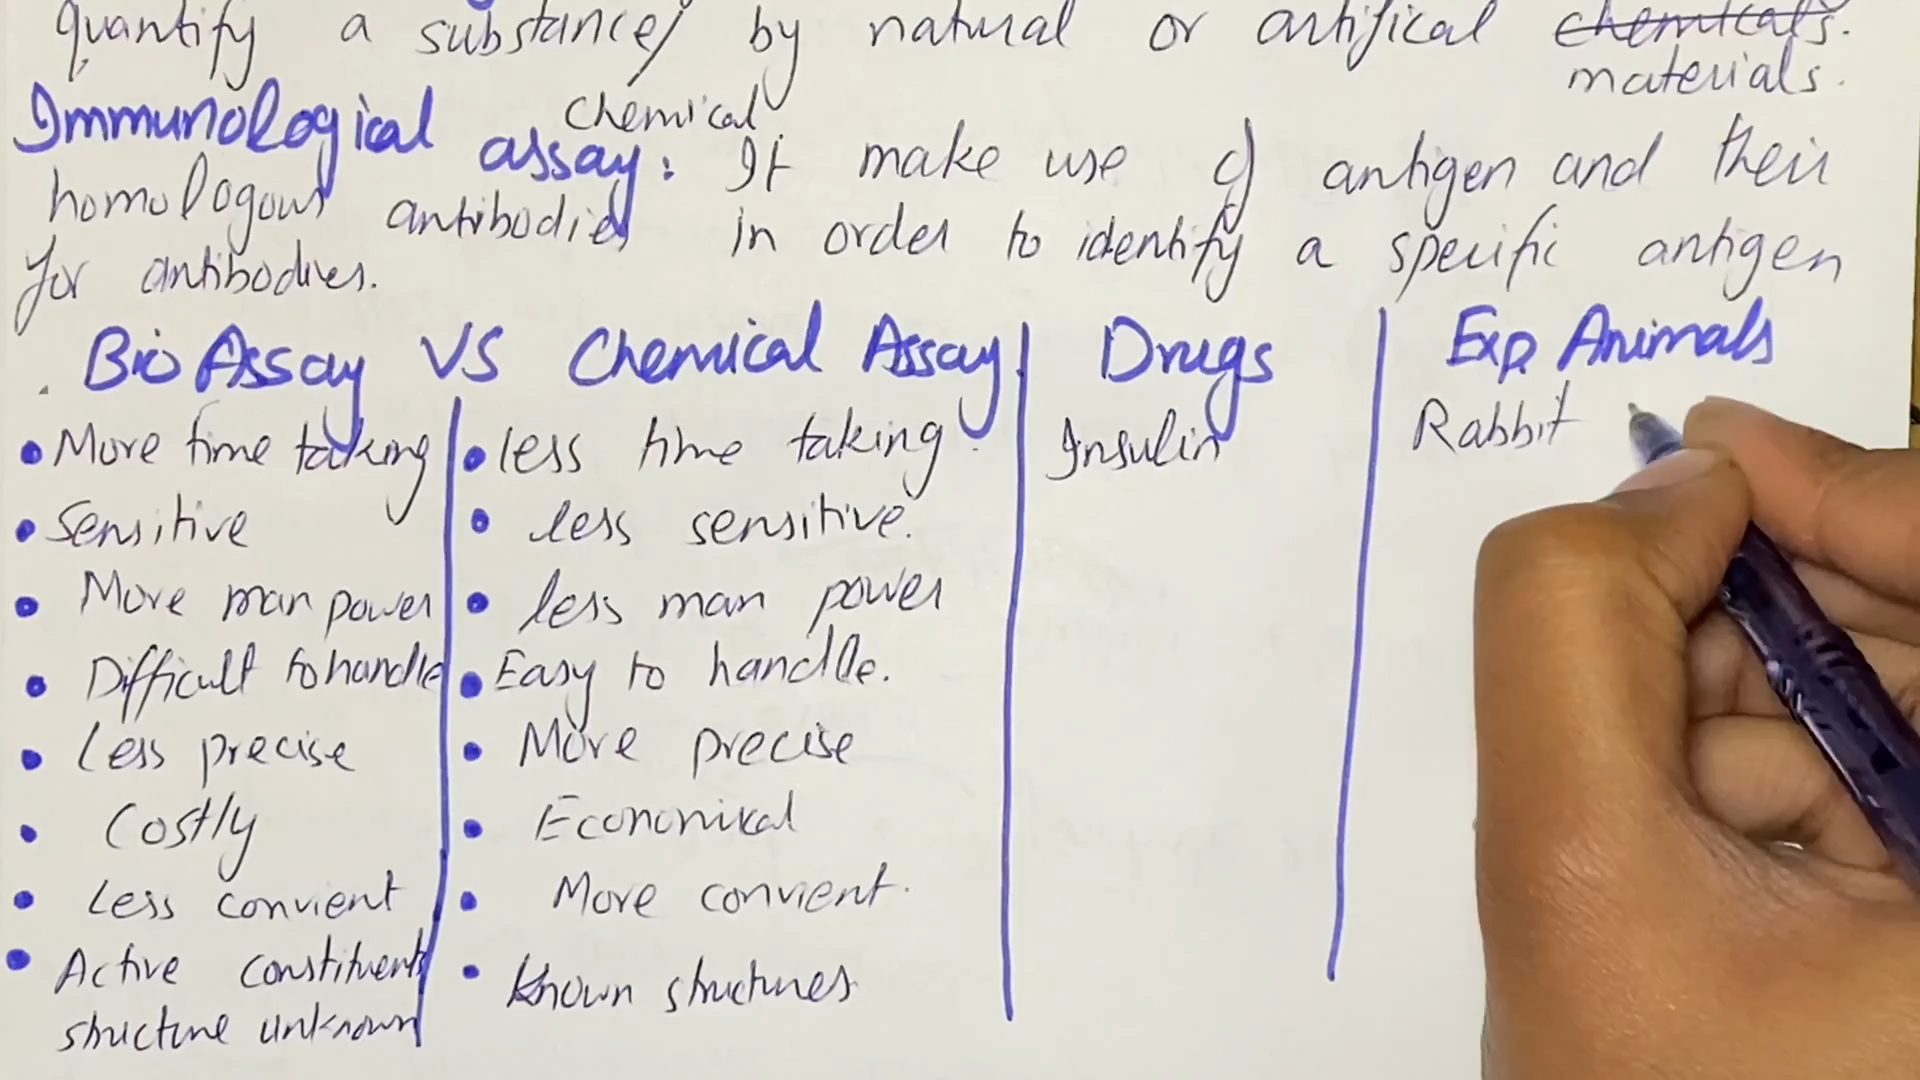 quantify a substance/ by natural or artifical chemicals.
materials.
Chemical
Immunological assay: It make use of antigen and their
homologous antibodies in order to identify a specific antigen
for antibodies.
Bio Assay VS Chemical Assay
Drugs
Exp. Animals
• More time taking
• Sensitive
• More man power
• Difficult to handle
• Less precise
• Costly
• Less convient
• Active constituents
structure unknown
• less time taking.
• less sensitive.
• less man power
• Easy to handle.
• More precise
• Economical
• More convient.
• Known structures
Insulin
Rabbit